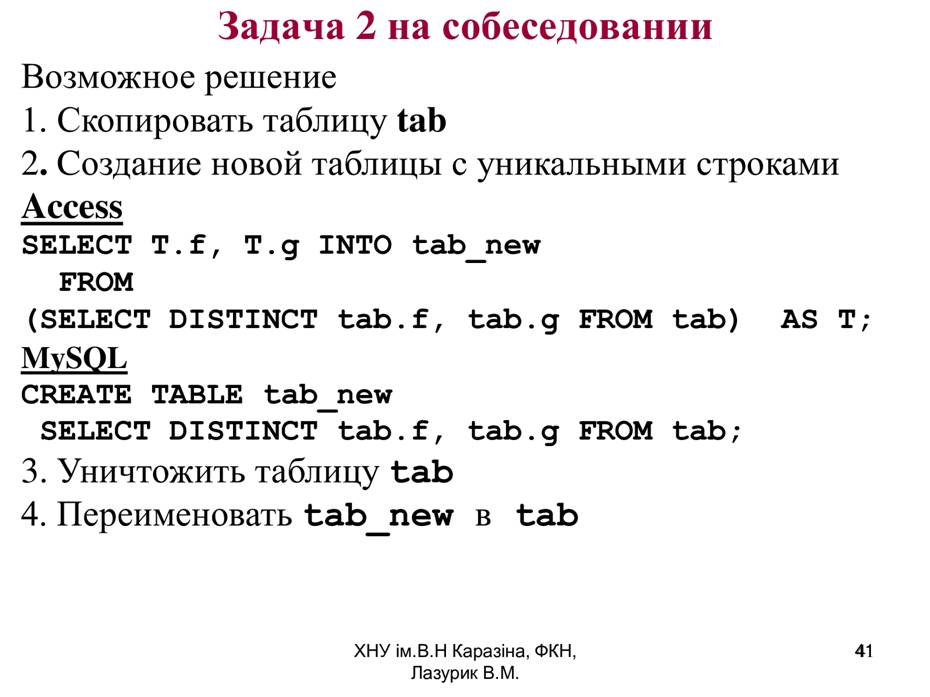 Задача 2 на собеседовании
Возможное решение
1. Скопировать таблицу tab
2. Создание новой таблицы с уникальными строками
Access
SELECT T.f, T.g INTO tab_new
FROM
(SELECT DISTINCT tab.f, tab.g FROM tab) AS T;
MySQL
CREATE TABLE tab_new
SELECT DISTINCT tab.f, tab.g FROM tab;
3. Уничтожить таблицу tab
4. Переименовать tab_new в tab
ХНУ ім.В.Н Каразіна, ФКН,
Лазурик В.М.
41